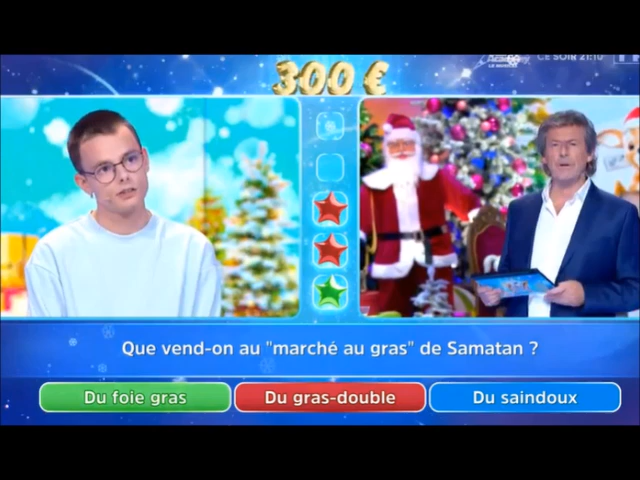 CE SOIR 21:10
300 €
Que vend-on au "marché au gras" de Samatan ?
Du foie gras
Du gras-double
Du saindoux